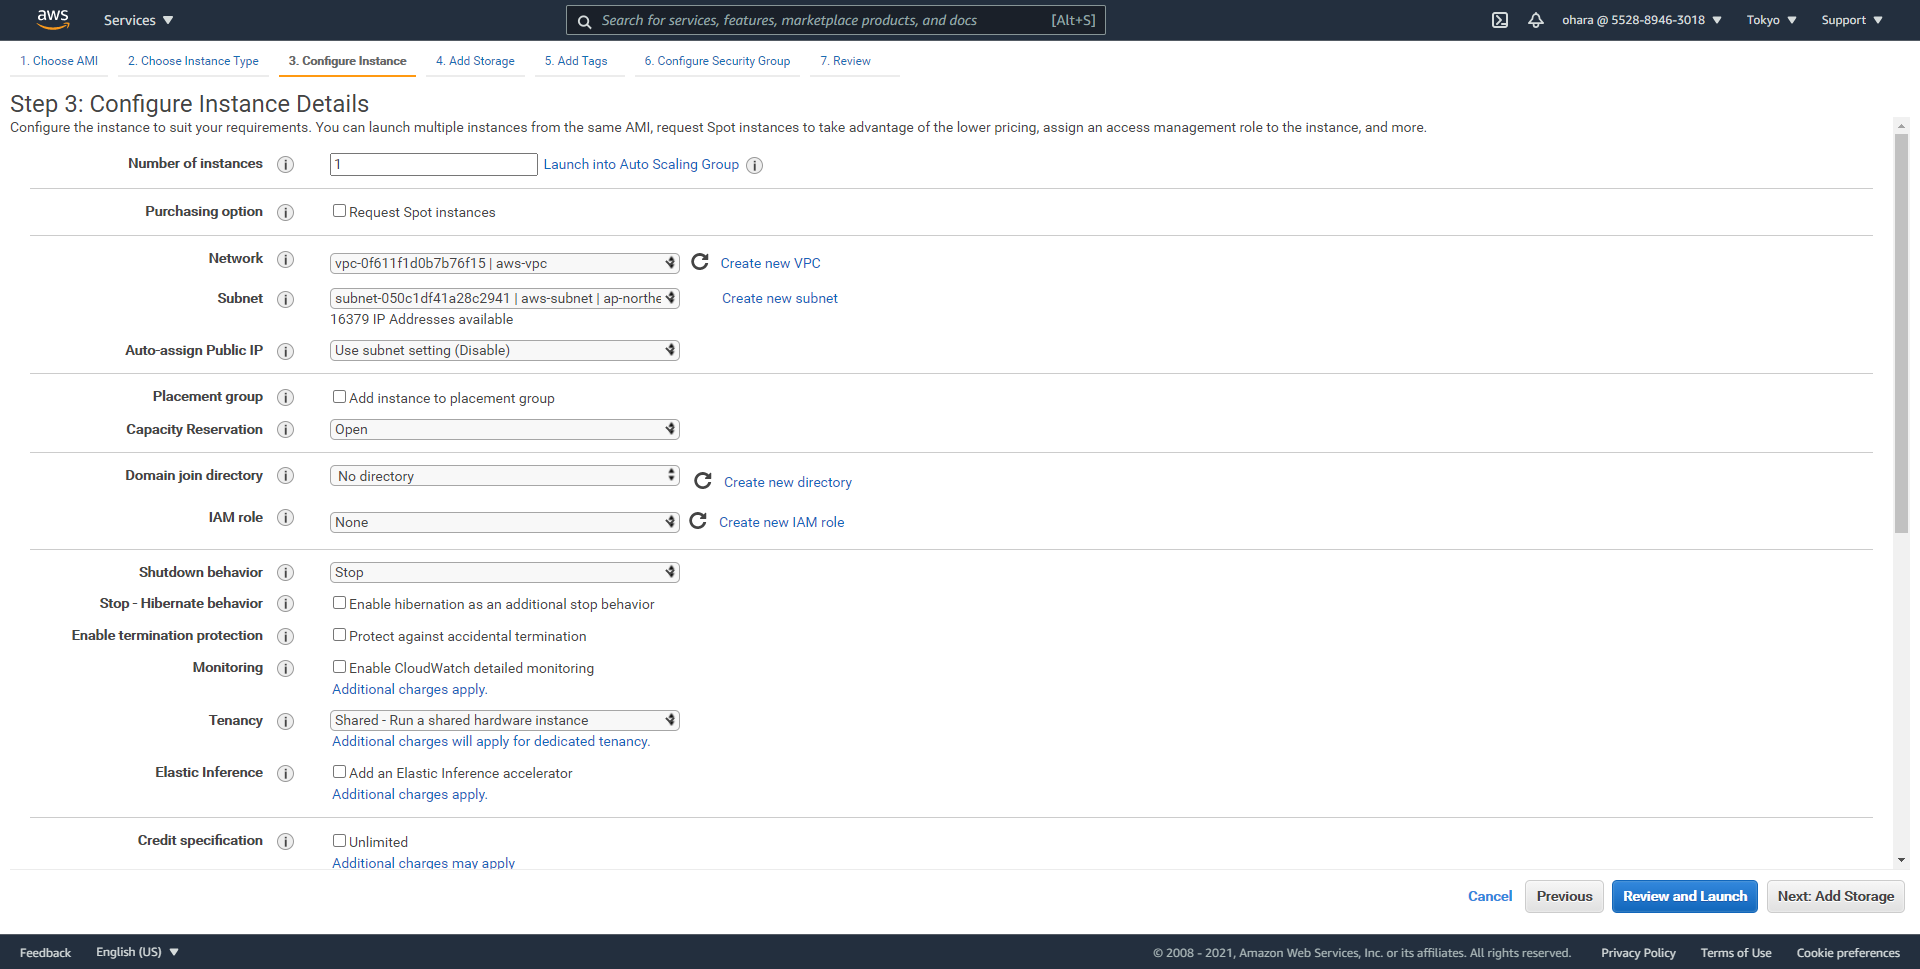 aws Services Search for services, features, marketplace products, and docs [Alt+S] ohara @ 5528-8946-3018 Tokyo Support
1. Choose AMI 2. Choose Instance Type 3. Configure Instance 4. Add Storage 5. Add Tags 6. Configure Security Group 7. Review
Step 3: Configure Instance Details
Configure the instance to suit your requirements. You can launch multiple instances from the same AMI, request Spot instances to take advantage of the lower pricing, assign an access management role to the instance, and more.
Number of instances 1 Launch into Auto Scaling Group
Purchasing option Request Spot instances
Network vpc-0f611f1d0b7b76f15 | aws-vpc Create new VPC
Subnet subnet-050c1df41a28c2941 | aws-subnet | ap-northe Create new subnet
16379 IP Addresses available
Auto-assign Public IP Use subnet setting (Disable)
Placement group Add instance to placement group
Capacity Reservation Open
Domain join directory No directory Create new directory
IAM role None Create new IAM role
Shutdown behavior Stop
Stop - Hibernate behavior Enable hibernation as an additional stop behavior
Enable termination protection Protect against accidental termination
Monitoring Enable CloudWatch detailed monitoring
Additional charges apply.
Tenancy Shared - Run a shared hardware instance
Additional charges will apply for dedicated tenancy.
Elastic Inference Add an Elastic Inference accelerator
Additional charges apply.
Credit specification Unlimited
Additional charges may apply
Cancel Previous Review and Launch Next: Add Storage
Feedback English (US) © 2008 - 2021, Amazon Web Services, Inc. or its affiliates. All rights reserved. Privacy Policy Terms of Use Cookie preferences